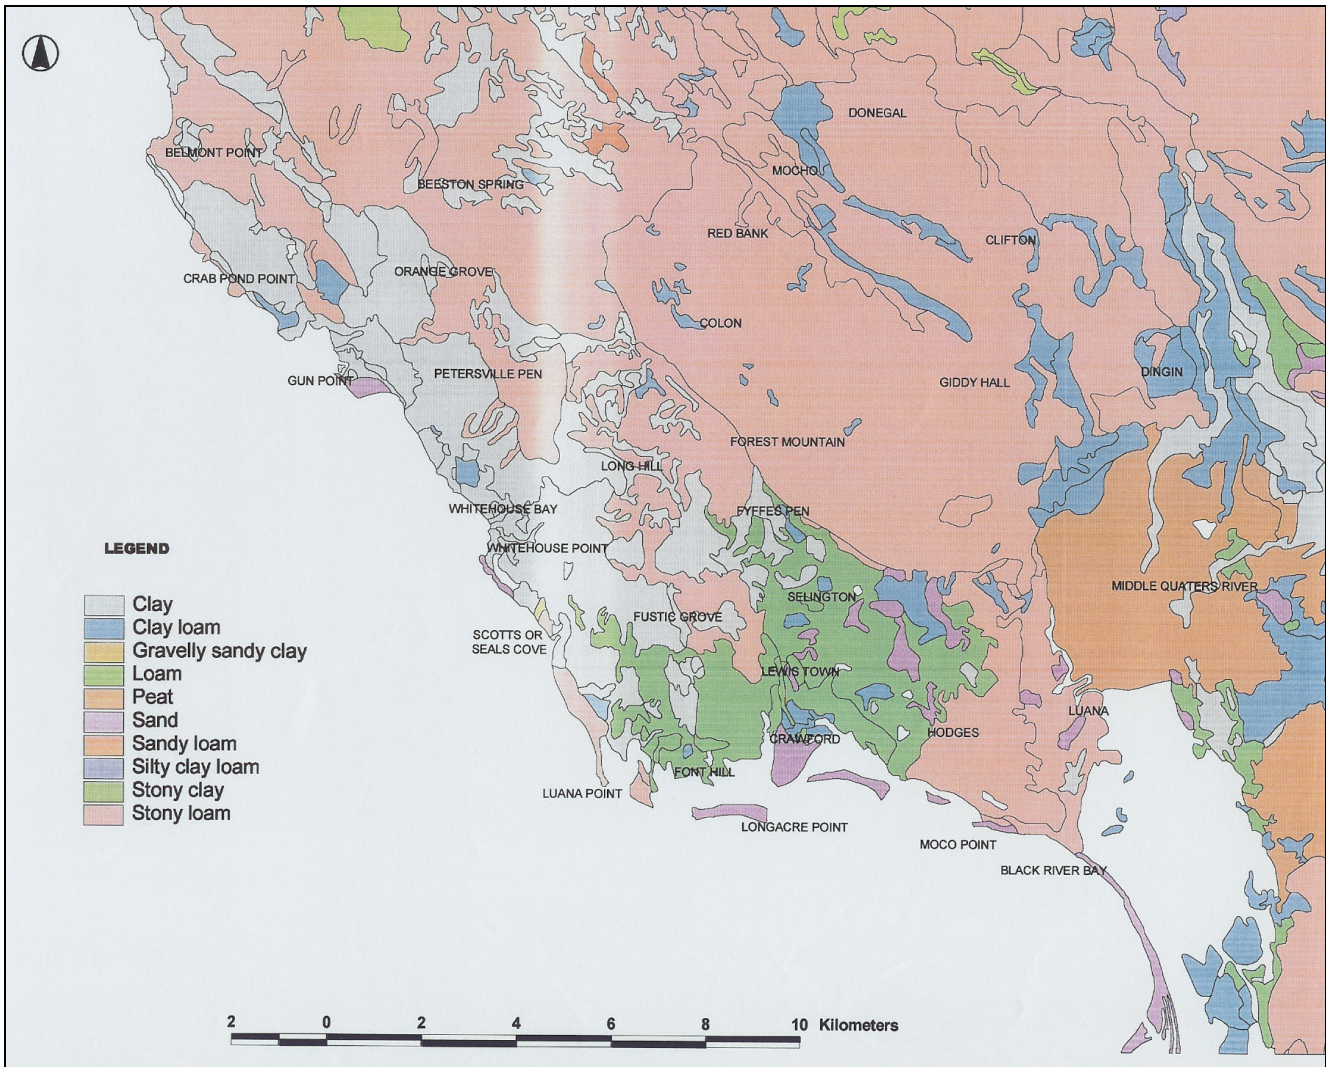 DONEGAL
BELMONT POINT
MOCHO
BEESTON SPRING
RED BANK
CLIFTON
ORANGE GROVE
CRAB POND POINT
COLON
PETERSVILLE PEN
DINGIN
GUN POINT
GIDDY HALL
FOREST MOUNTAIN
LONG HILL
WHITEHOUSE BAY
FYFFES PEN
WHITEHOUSE POINT
MIDDLE QUATERS RIVER
SELINGTON
FUSTIC GROVE
SCOTTS OR
SEALS COVE
LEWIS TOWN
LUANA
HODGES
CRAWFORD
FONT HILL
LUANA POINT
LONGACRE POINT
MOCO POINT
BLACK RIVER BAY
LEGEND
Clay
Clay loam
Gravelly sandy clay
Loam
Peat
Sand
Sandy loam
Silty clay loam
Stony clay
Stony loam
2 0 2 4 6 8 10 Kilometers